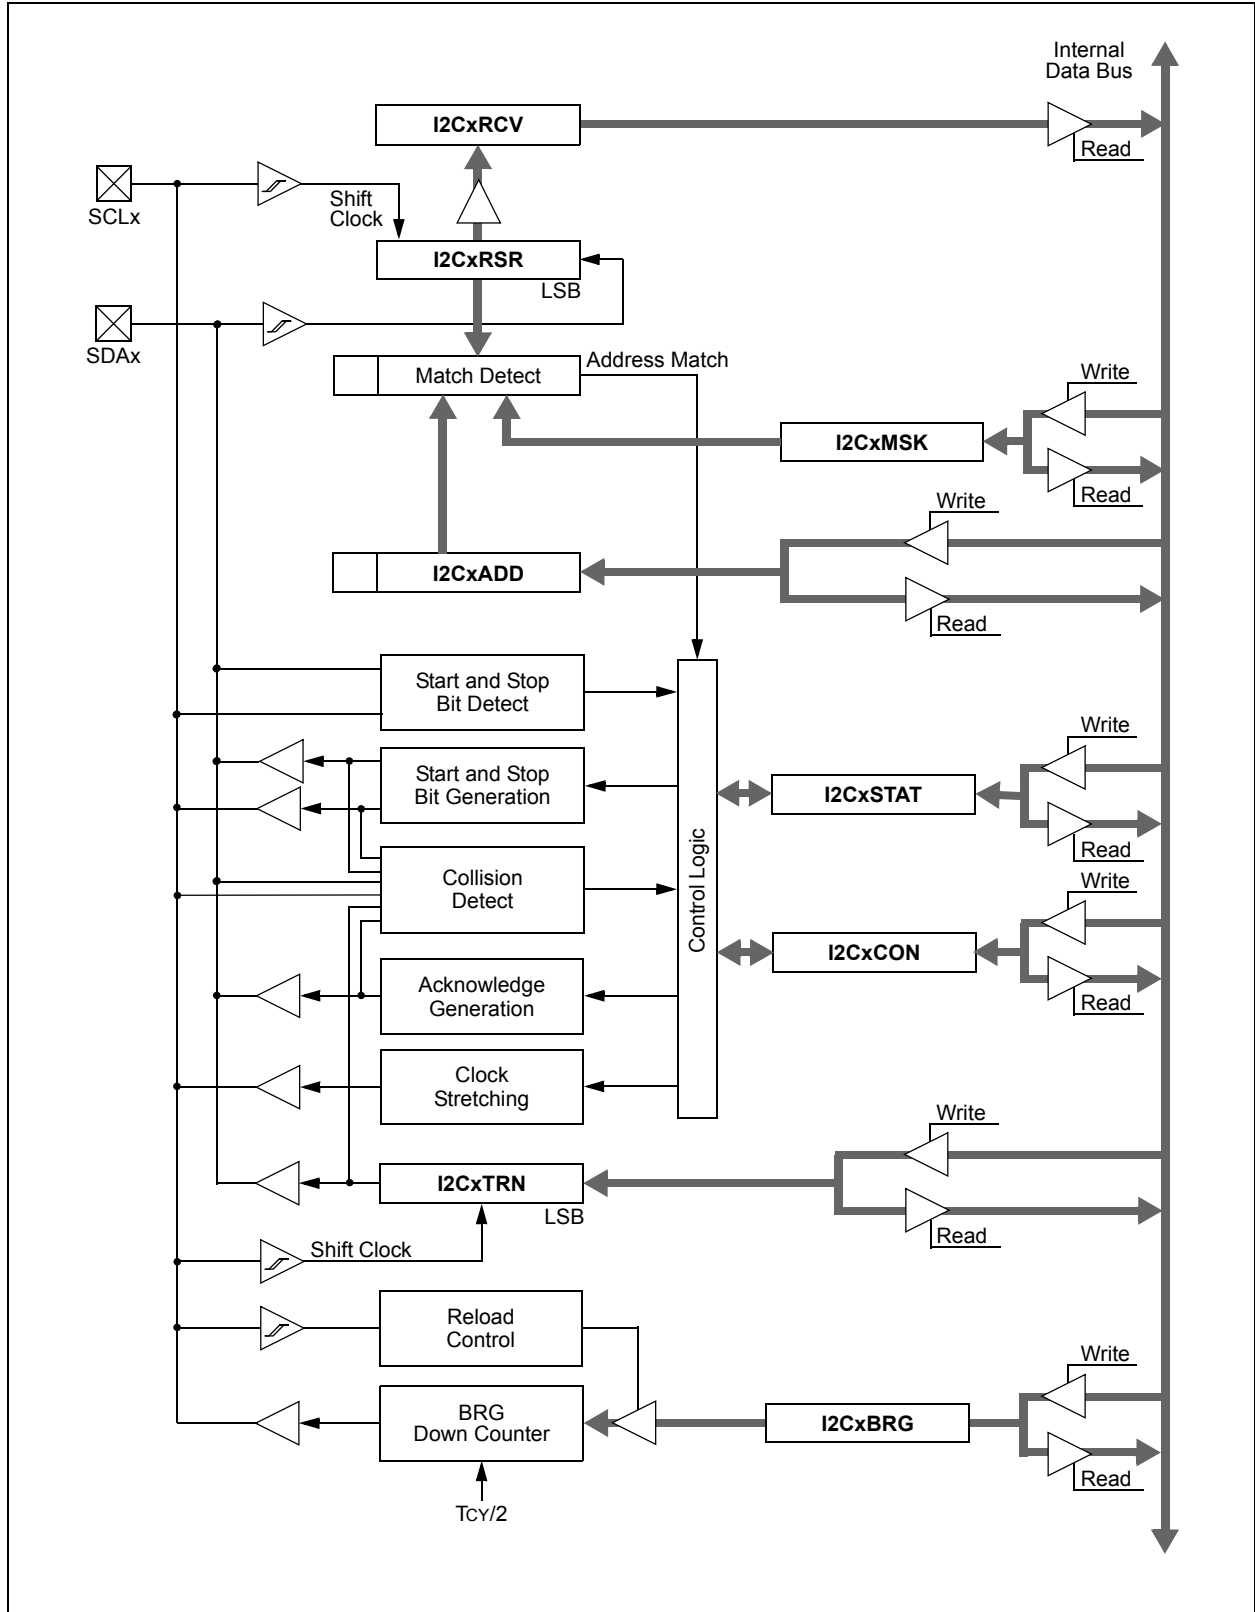 Internal
Data Bus
I2CxRCV
Read
Shift
Clock
SCLx
I2CxRSR
LSB
SDAx
Address Match
Match Detect
Write
I2CxMSK
Read
Write
I2CxADD
Read
Start and Stop
Bit Detect
Write
Start and Stop
Bit Generation
I2CxSTAT
Read
Control Logic
Collision
Detect
Write
I2CxCON
Read
Acknowledge
Generation
Clock
Stretching
Write
I2CxTRN
LSB
Read
Shift Clock
Reload
Control
Write
BRG
Down Counter
I2CxBRG
Read
TCY/2